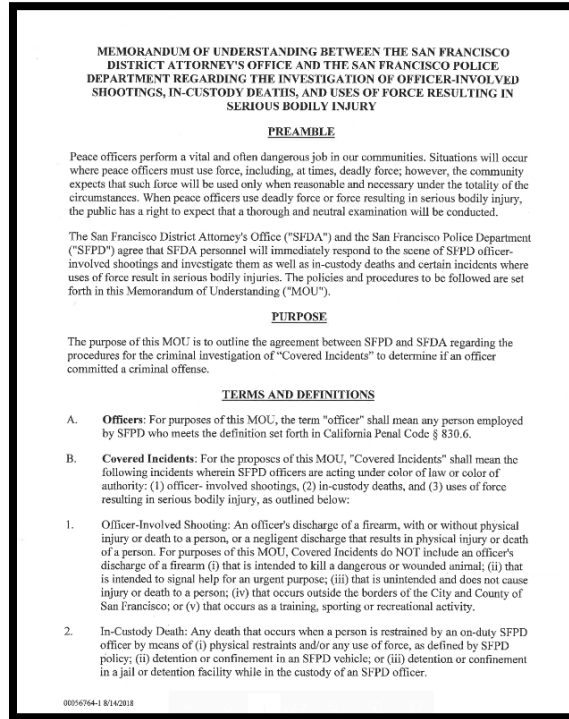 MEMORANDUM OF UNDERSTANDING BETWEEN THE SAN FRANCISCO
DISTRICT ATTORNEY'S OFFICE AND THE SAN FRANCISCO POLICE
DEPARTMENT REGARDING THE INVESTIGATION OF OFFICER-INVOLVED
SHOOTINGS, IN-CUSTODY DEATHS, AND USES OF FORCE RESULTING IN
SERIOUS BODILY INJURY
PREAMBLE
Peace officers perform a vital and often dangerous job in our communities. Situations will occur
where peace officers must use force, including, at times, deadly force; however, the community
expects that such force will be used only when reasonable and necessary under the totality of the
circumstances. When peace officers use deadly force or force resulting in serious bodily injury,
the public has a right to expect that a thorough and neutral examination will be conducted.
The San Francisco District Attorney's Office ("SFDA") and the San Francisco Police Department
("SFPD") agree that SFDA personnel will immediately respond to the scene of SFPD officer-
involved shootings and investigate them as well as in-custody deaths and certain incidents where
uses of force result in serious bodily injuries. The policies and procedures to be followed are set
forth in this Memorandum of Understanding ("MOU").
PURPOSE
The purpose of this MOU is to outline the agreement between SFPD and SFDA regarding the
procedures for the criminal investigation of "Covered Incidents" to determine if an officer
committed a criminal offense.
TERMS AND DEFINITIONS
A. Officers: For purposes of this MOU, the term "officer" shall mean any person employed
by SFPD who meets the definition set forth in California Penal Code § 830.6.
B. Covered Incidents: For the proposes of this MOU, "Covered Incidents" shall mean the
following incidents wherein SFPD officers are acting under color of law or color of
authority: (1) officer- involved shootings, (2) in-custody deaths, and (3) uses of force
resulting in serious bodily injury, as outlined below:
1. Officer-Involved Shooting: An officer's discharge of a firearm, with or without physical
injury or death to a person, or a negligent discharge that results in physical injury or death
of a person. For purposes of this MOU, Covered Incidents do NOT include an officer's
discharge of a firearm (i) that is intended to kill a dangerous or wounded animal; (ii) that
is intended to signal help for an urgent purpose; (iii) that is unintended and does not cause
injury or death to a person; (iv) that occurs outside the borders of the City and County of
San Francisco; or (v) that occurs as a training, sporting or recreational activity.
2. In-Custody Death: Any death that occurs when a person is restrained by an on-duty SFPD
officer by means of (i) physical restraints and/or any use of force, as defined by SFPD
policy; (ii) detention or confinement in an SFPD vehicle; or (iii) detention or confinement
in a jail or detention facility while in the custody of an SFPD officer.
00056764-1 8/14/2018